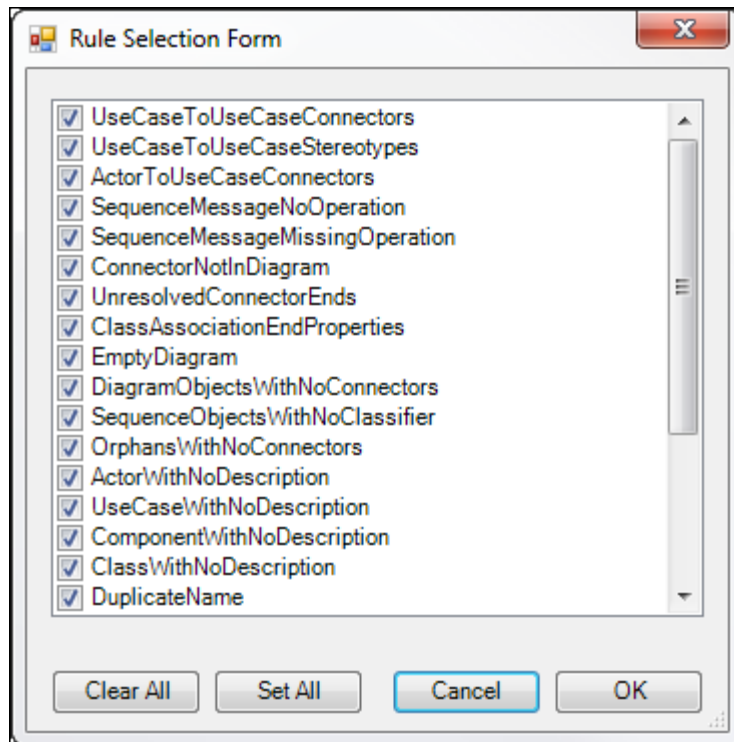 Rule Selection Form
UseCaseToUseCaseConnectors
UseCaseToUseCaseStereotypes
ActorToUseCaseConnectors
SequenceMessageNoOperation
SequenceMessageMissingOperation
ConnectorNotInDiagram
UnresolvedConnectorEnds
ClassAssociationEndProperties
EmptyDiagram
DiagramObjectsWithNoConnectors
SequenceObjectsWithNoClassifier
OrphansWithNoConnectors
ActorWithNoDescription
UseCaseWithNoDescription
ComponentWithNoDescription
ClassWithNoDescription
DuplicateName
Clear All Set All Cancel OK